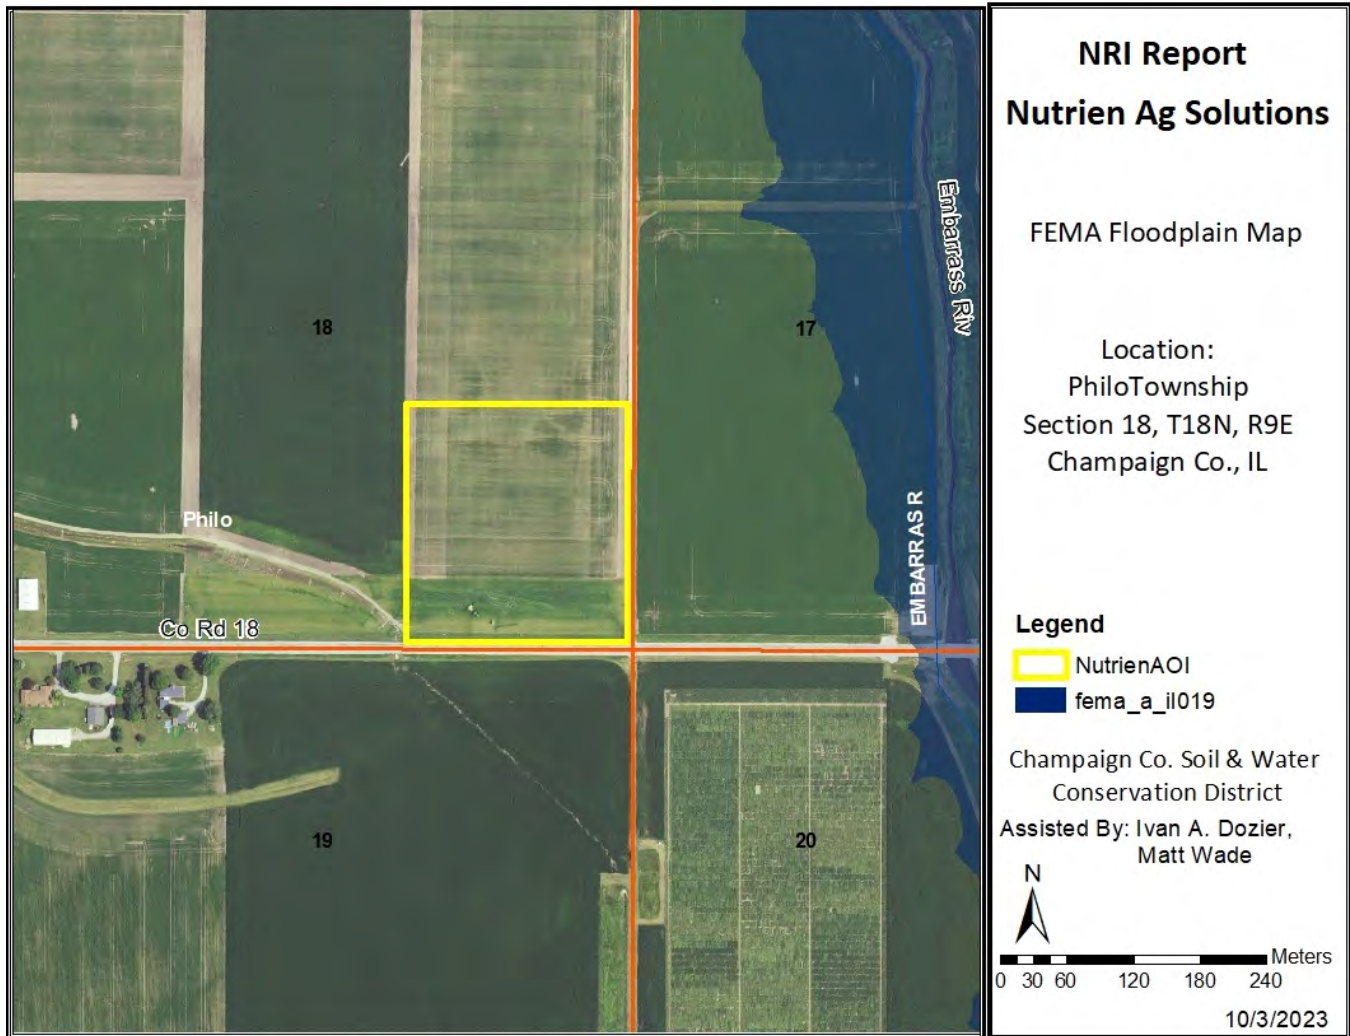 NRI Report
Nutrien Ag Solutions
FEMA Floodplain Map
Location:
PhiloTownship
Section 18, T18N, R9E
Champaign Co., IL
Legend
NutrienAOI
fema_a_il019
Champaign Co. Soil & Water
Conservation District
Assisted By: Ivan A. Dozier,
Matt Wade
N
Meters
0 30 60 120 180 240
10/3/2023
Embarrass Riv
18
17
Philo
EMBARRAS R
Co Rd 18
19
20